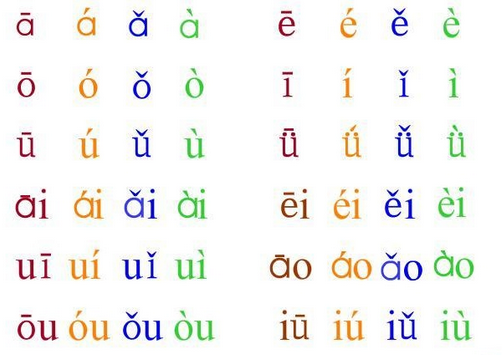 ā á ǎ à ē é ě è
ō ó ǒ ò ī í ǐ ì
ū ú ǔ ù ǖ ǘ ǚ ǜ
āi ái ǎi ài ēi éi ěi èi
uī uí uǐ uì āo áo ǎo ào
ōu óu ǒu òu iū iú iǔ iù